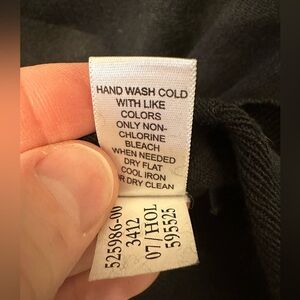 HAND WASH COLD
WITH LIKE
COLORS
ONLY NON-
CHLORINE
BLEACH
WHEN NEEDED
DRY FLAT
COOL IRON
OR DRY CLEAN
525986-00
3412
07/HOL
595525